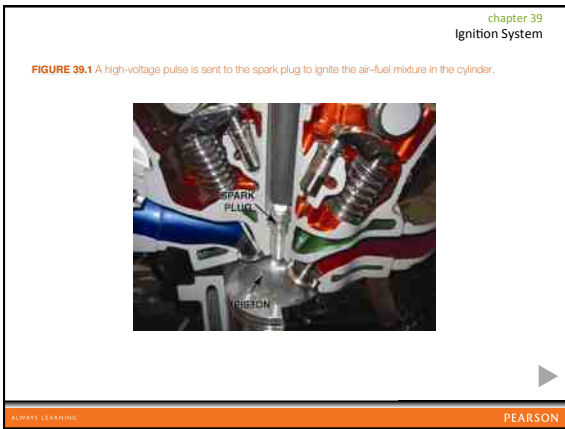 chapter 39
Ignition System
FIGURE 39.1 A high-voltage pulse is sent to the spark plug to ignite the air–fuel mixture in the cylinder.
SPARK
PLUG
PISTON
ALWAYS LEARNING
PEARSON